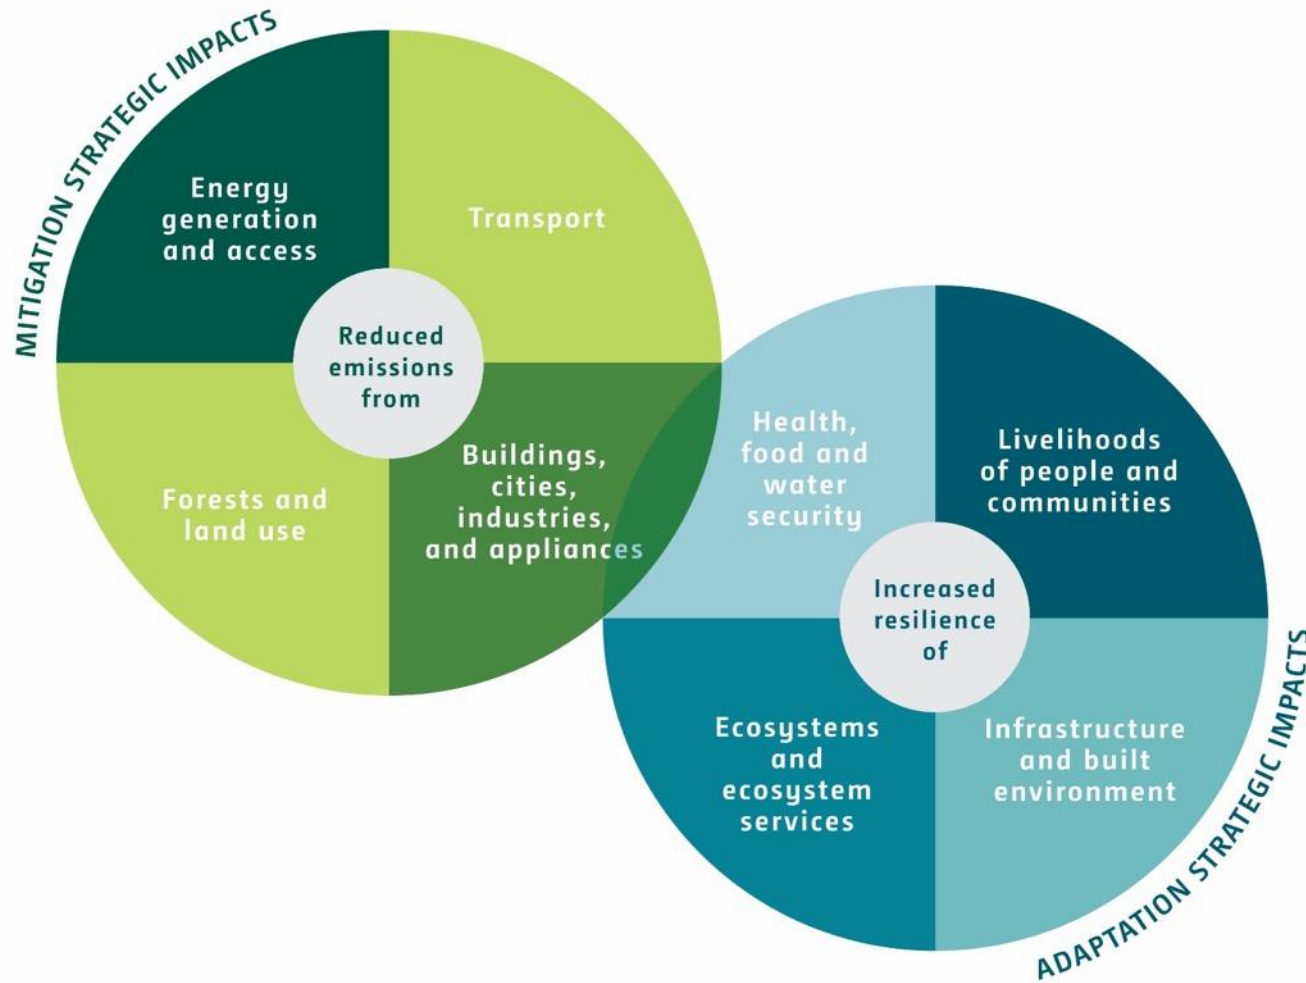 MITIGATION STRATEGIC IMPACTS
Energy
generation
and access
Transport
Reduced
emissions
from
Forests and
land use
Buildings,
cities,
industries,
and appliances
Health,
food and
water
security
Livelihoods
of people and
communities
Increased
resilience
of
Ecosystems
and
ecosystem
services
Infrastructure
and built
environment
ADAPTATION STRATEGIC IMPACTS